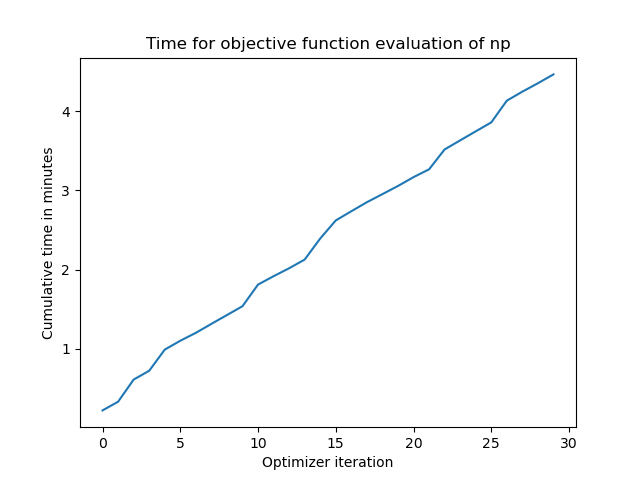 Time for objective function evaluation of np
Cumulative time in minutes
4
3
2
1
0 5 10 15 20 25 30
Optimizer iteration